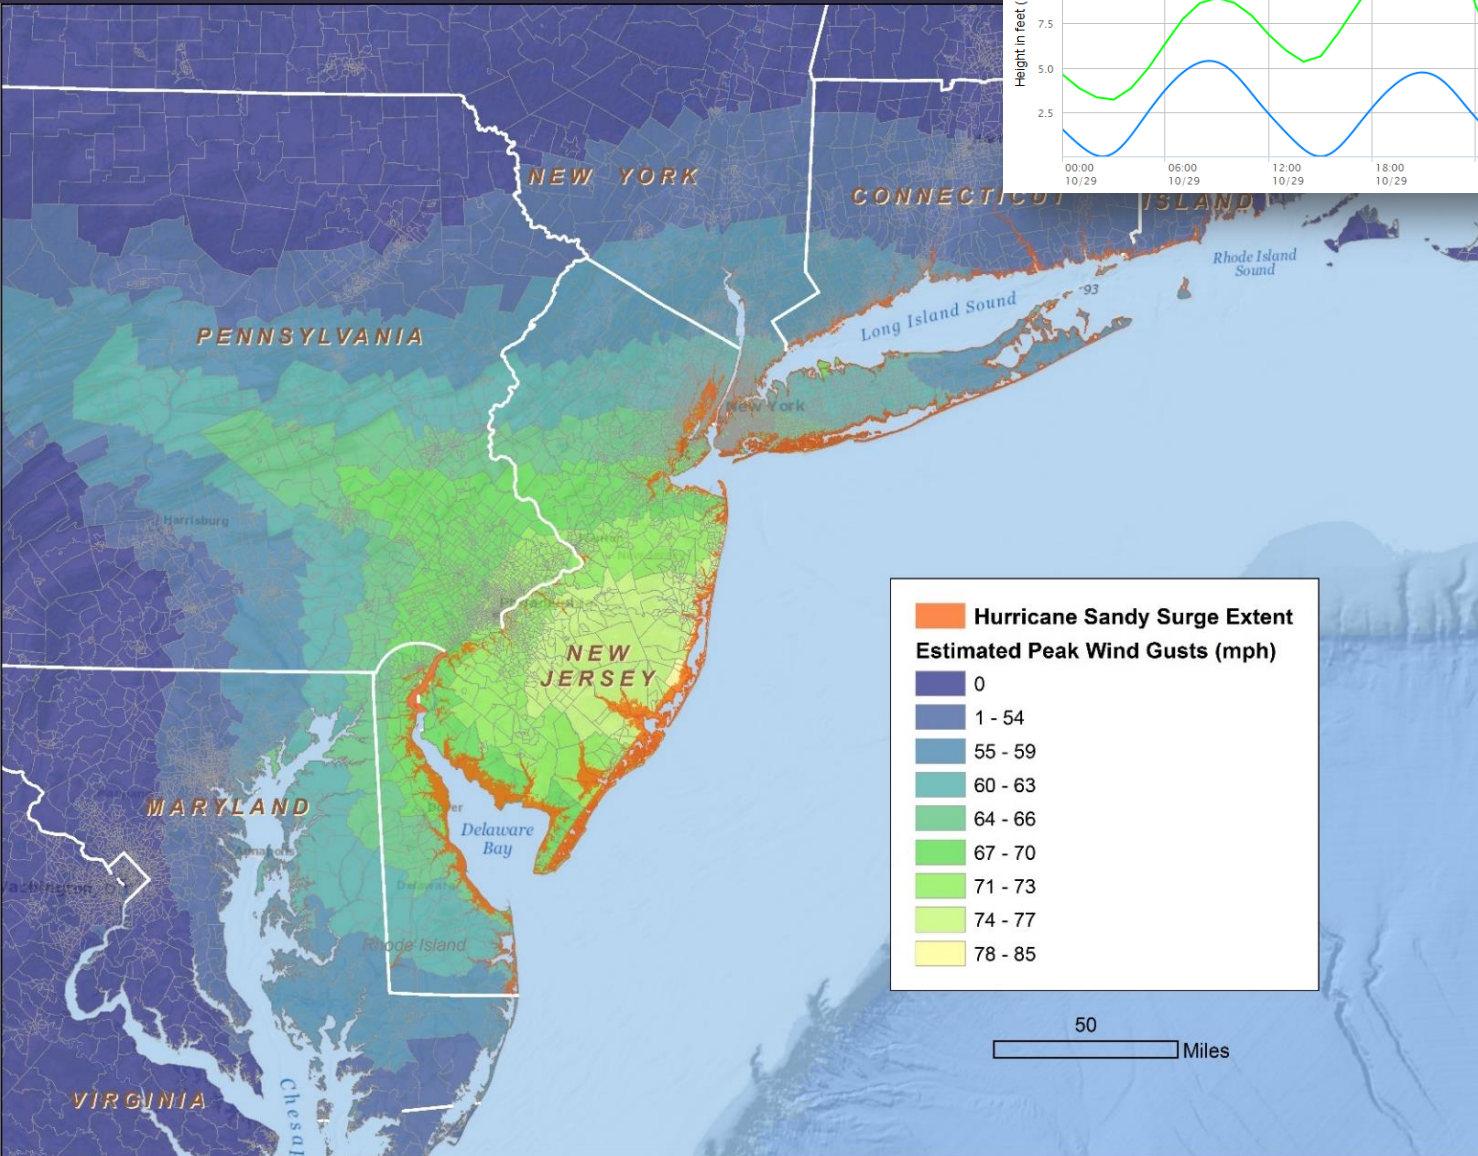 Height in feet (
7.5
5.0
2.5
00:00 06:00 12:00 18:00
10/29 10/29 10/29 10/29
NEW YORK
CONNECTICUT
ISLAND
Rhode Island
Sound
93
Long Island Sound
PENNSYLVANIA
New York
Harrisburg
NEW
JERSEY
Hurricane Sandy Surge Extent
Estimated Peak Wind Gusts (mph)
0
1 - 54
55 - 59
60 - 63
64 - 66
67 - 70
71 - 73
74 - 77
78 - 85
MARYLAND
Dover
Delaware
Bay
Annapolis
Delaware
Rhode Island
50
Miles
VIRGINIA